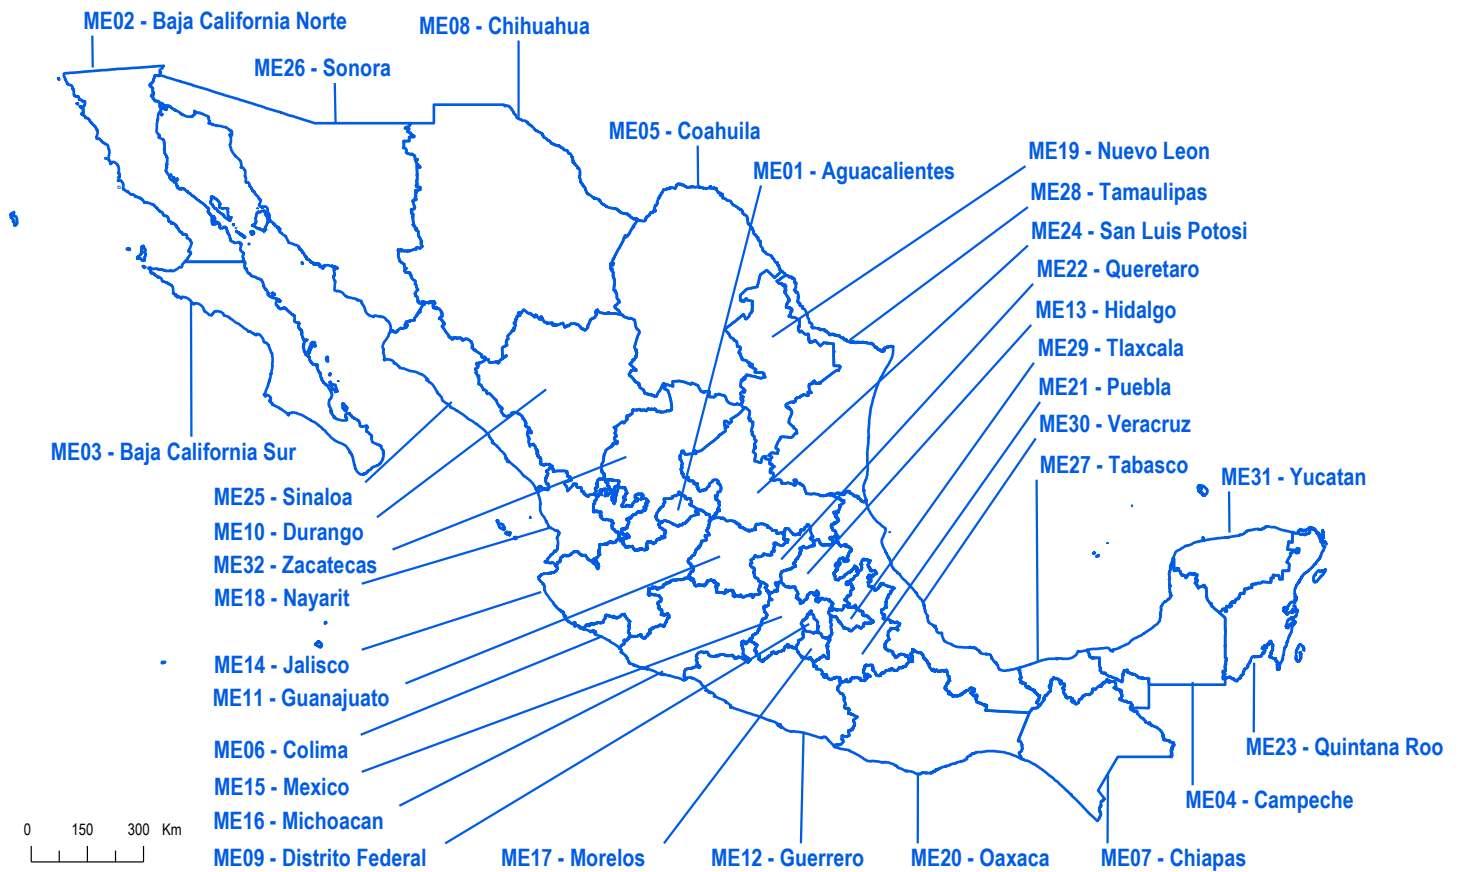 ME02 - Baja California Norte
ME08 - Chihuahua
ME26 - Sonora
ME05 - Coahuila
ME01 - Aguacalientes
ME19 - Nuevo Leon
ME28 - Tamaulipas
ME24 - San Luis Potosi
ME22 - Queretaro
ME13 - Hidalgo
ME29 - Tlaxcala
ME21 - Puebla
ME30 - Veracruz
ME27 - Tabasco
ME31 - Yucatan
ME03 - Baja California Sur
ME25 - Sinaloa
ME10 - Durango
ME32 - Zacatecas
ME18 - Nayarit
ME14 - Jalisco
ME11 - Guanajuato
ME06 - Colima
ME15 - Mexico
ME16 - Michoacan
ME09 - Distrito Federal
ME17 - Morelos
ME12 - Guerrero
ME20 - Oaxaca
ME07 - Chiapas
ME04 - Campeche
ME23 - Quintana Roo
0 150 300 Km